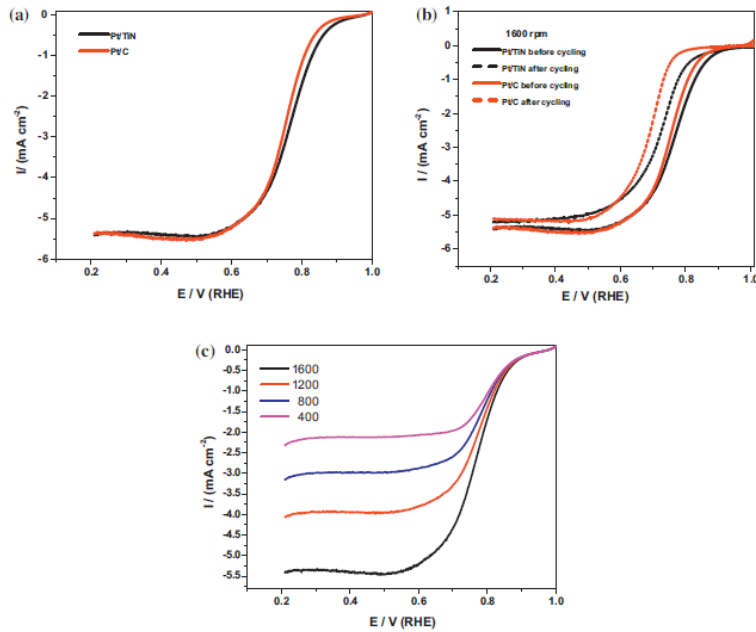 (a)
Pt/TiN
Pt/C
0
-1
-2
-3
-4
-5
-6
I/ (mA cm-2)
0.2 0.4 0.6 0.8 1.0
E / V (RHE)
(b)
1600 rpm
Pt/TiN before cycling
Pt/TiN after cycling
Pt/C before cycling
Pt/C after cycling
1
0
-1
-2
-3
-4
-5
-6
I / (mA cm-2)
0.2 0.4 0.6 0.8 1.0
E / V (RHE)
(c)
1600
1200
800
400
0.0
-0.5
-1.0
-1.5
-2.0
-2.5
-3.0
-3.5
-4.0
-4.5
-5.0
-5.5
I / (mA cm-2)
0.2 0.4 0.6 0.8 1.0
E / V (RHE)